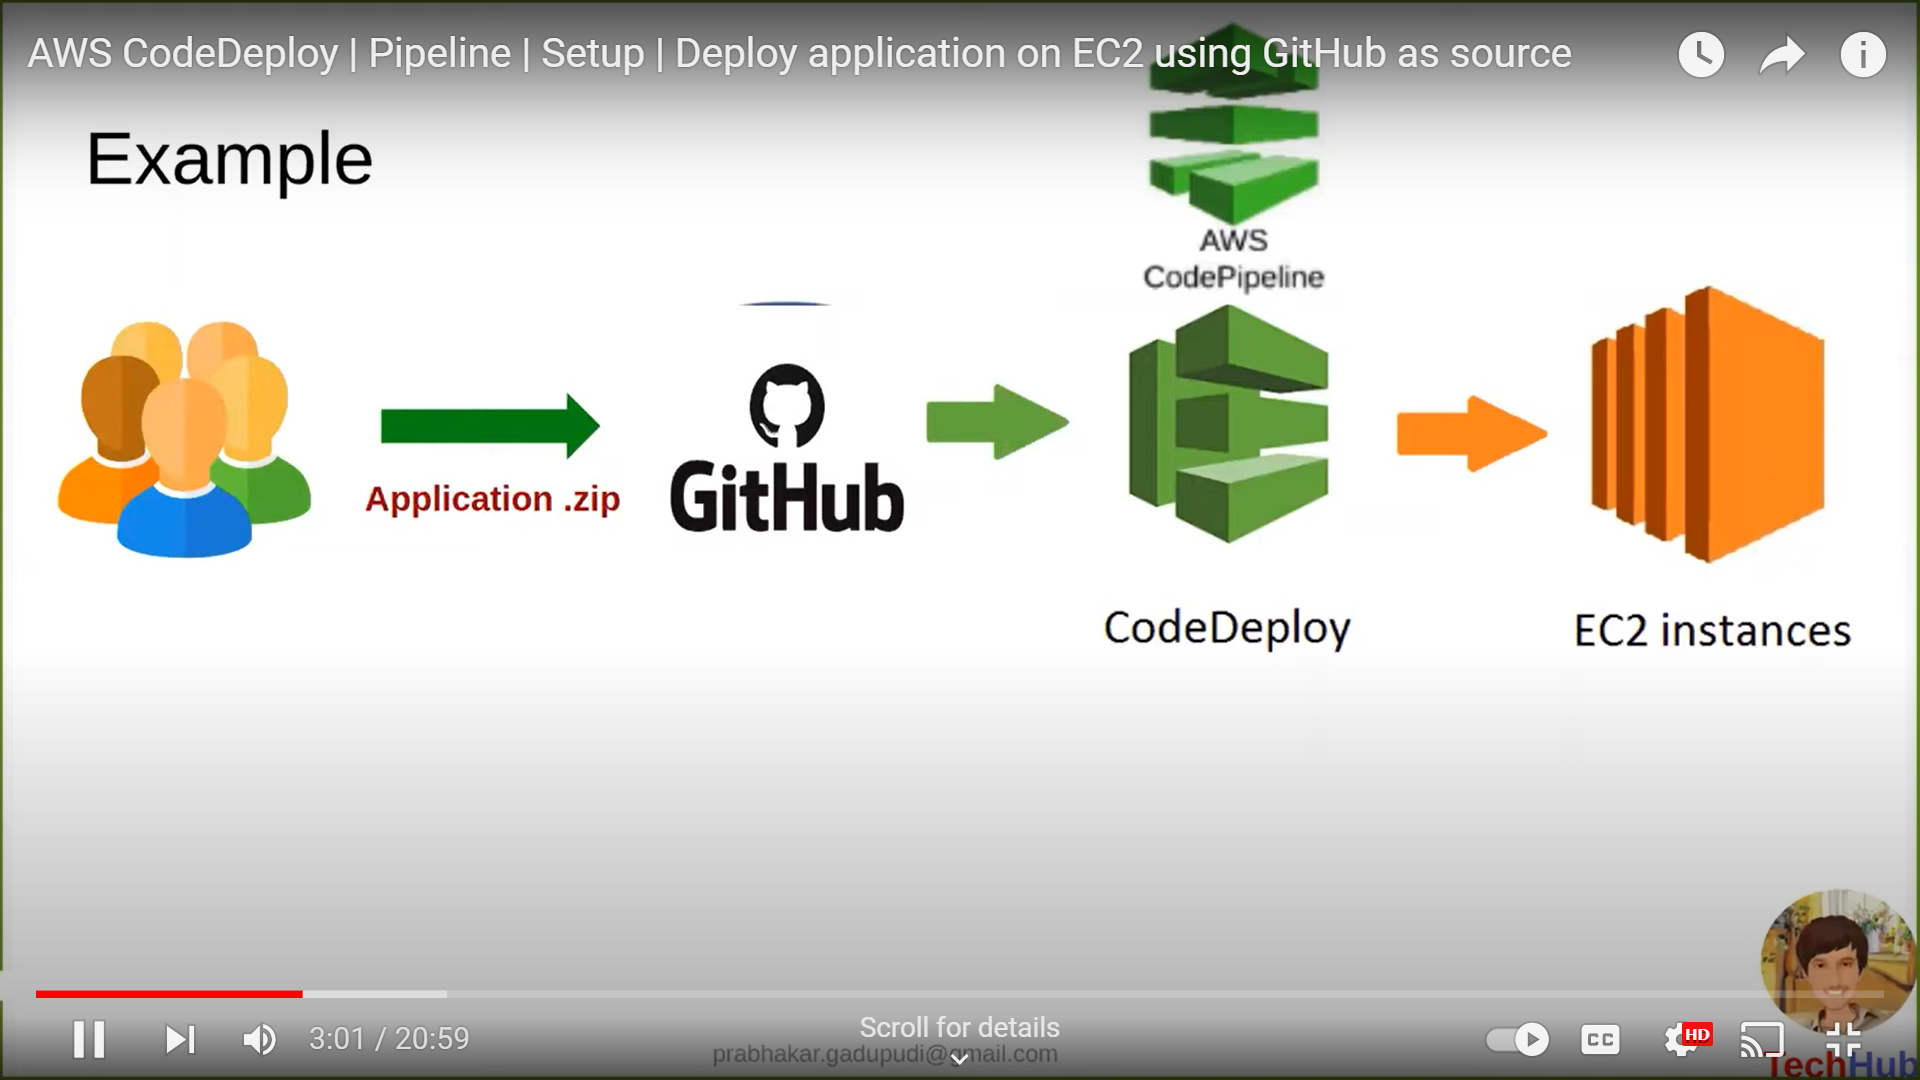 AWS CodeDeploy | Pipeline | Setup | Deploy application on EC2 using GitHub as source
Example
AWS
CodePipeline
Application .zip
GitHub
CodeDeploy
EC2 instances
3:01 / 20:59
Scroll for details
prabhakar.gadupudi@gmail.com
CC
HD
TechHub